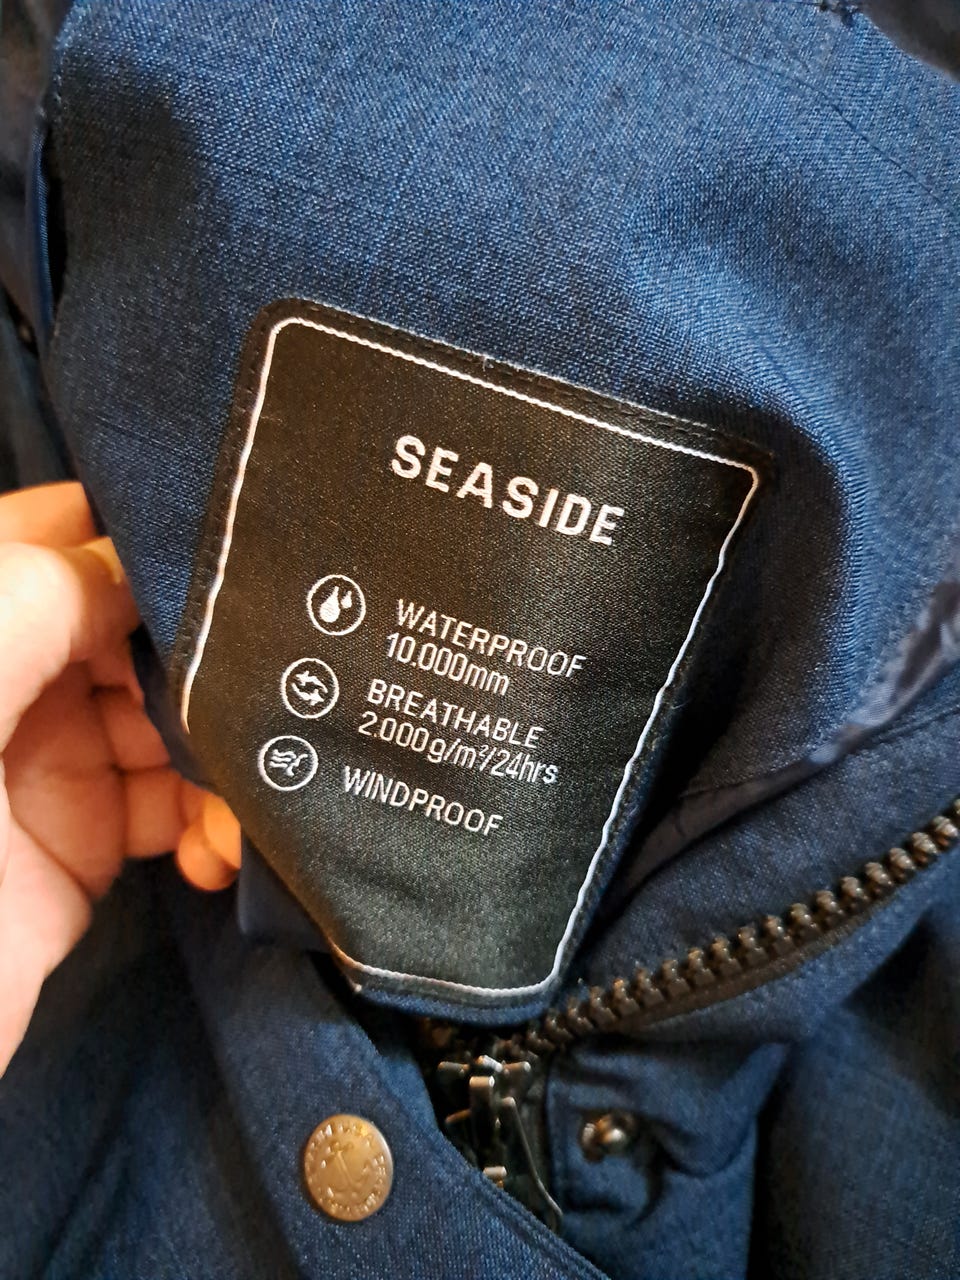 SEASIDE
WATERPROOF
10.000mm
BREATHABLE
2.000g/m²/24hrs
WINDPROOF